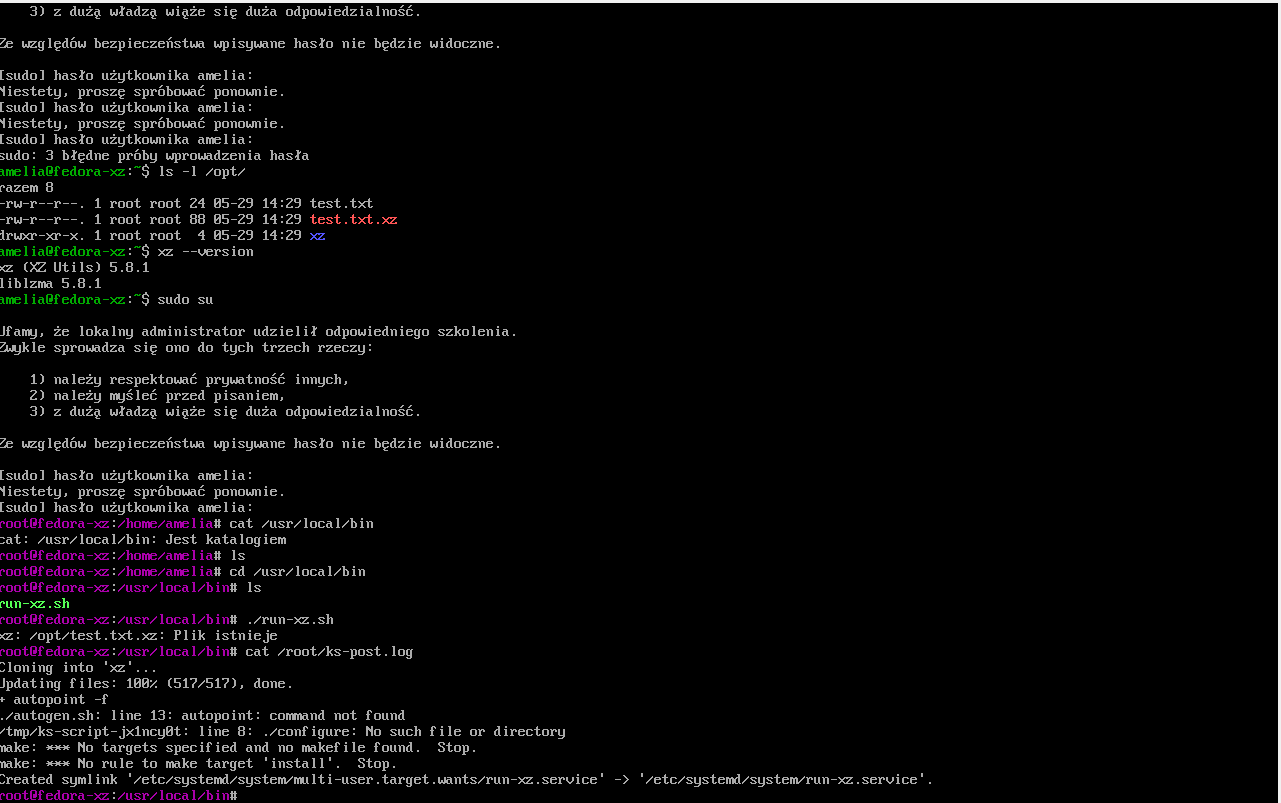 3) z dużą władzą wiąże się duża odpowiedzialność.

Ze względów bezpieczeństwa wpisywane hasło nie będzie widoczne.

[sudo] hasło użytkownika amelia:
Niestety, proszę spróbować ponownie.
[sudo] hasło użytkownika amelia:
Niestety, proszę spróbować ponownie.
[sudo] hasło użytkownika amelia:
sudo: 3 błędne próby wprowadzenia hasła
amelia@fedora-xz:~$ ls -l /opt/
razem 8
-rw-r--r--. 1 root root 24 05-29 14:29 test.txt
-rw-r--r--. 1 root root 88 05-29 14:29 test.txt.xz
drwxr-xr-x. 1 root root  4 05-29 14:29 xz
amelia@fedora-xz:~$ xz --version
xz (XZ Utils) 5.8.1
liblzma 5.8.1
amelia@fedora-xz:~$ sudo su

Ufamy, że lokalny administrator udzielił odpowiedniego szkolenia.
Zwykle sprowadza się ono do tych trzech rzeczy:

    1) należy respektować prywatność innych,
    2) należy myśleć przed pisaniem,
    3) z dużą władzą wiąże się duża odpowiedzialność.

Ze względów bezpieczeństwa wpisywane hasło nie będzie widoczne.

[sudo] hasło użytkownika amelia:
Niestety, proszę spróbować ponownie.
[sudo] hasło użytkownika amelia:
root@fedora-xz:/home/amelia# cat /usr/local/bin
cat: /usr/local/bin: Jest katalogiem
root@fedora-xz:/home/amelia# ls
root@fedora-xz:/home/amelia# cd /usr/local/bin
root@fedora-xz:/usr/local/bin# ls
run-xz.sh
root@fedora-xz:/usr/local/bin# ./run-xz.sh
xz: /opt/test.txt.xz: Plik istnieje
root@fedora-xz:/usr/local/bin# cat /root/ks-post.log
Cloning into 'xz'...
Updating files: 100% (517/517), done.
+ autopoint -f
./autogen.sh: line 13: autopoint: command not found
/tmp/ks-script-jx1ncy0t: line 8: ./configure: No such file or directory
make: *** No targets specified and no makefile found.  Stop.
make: *** No rule to make target 'install'.  Stop.
Created symlink '/etc/systemd/system/multi-user.target.wants/run-xz.service' -> '/etc/systemd/system/run-xz.service'.
root@fedora-xz:/usr/local/bin#